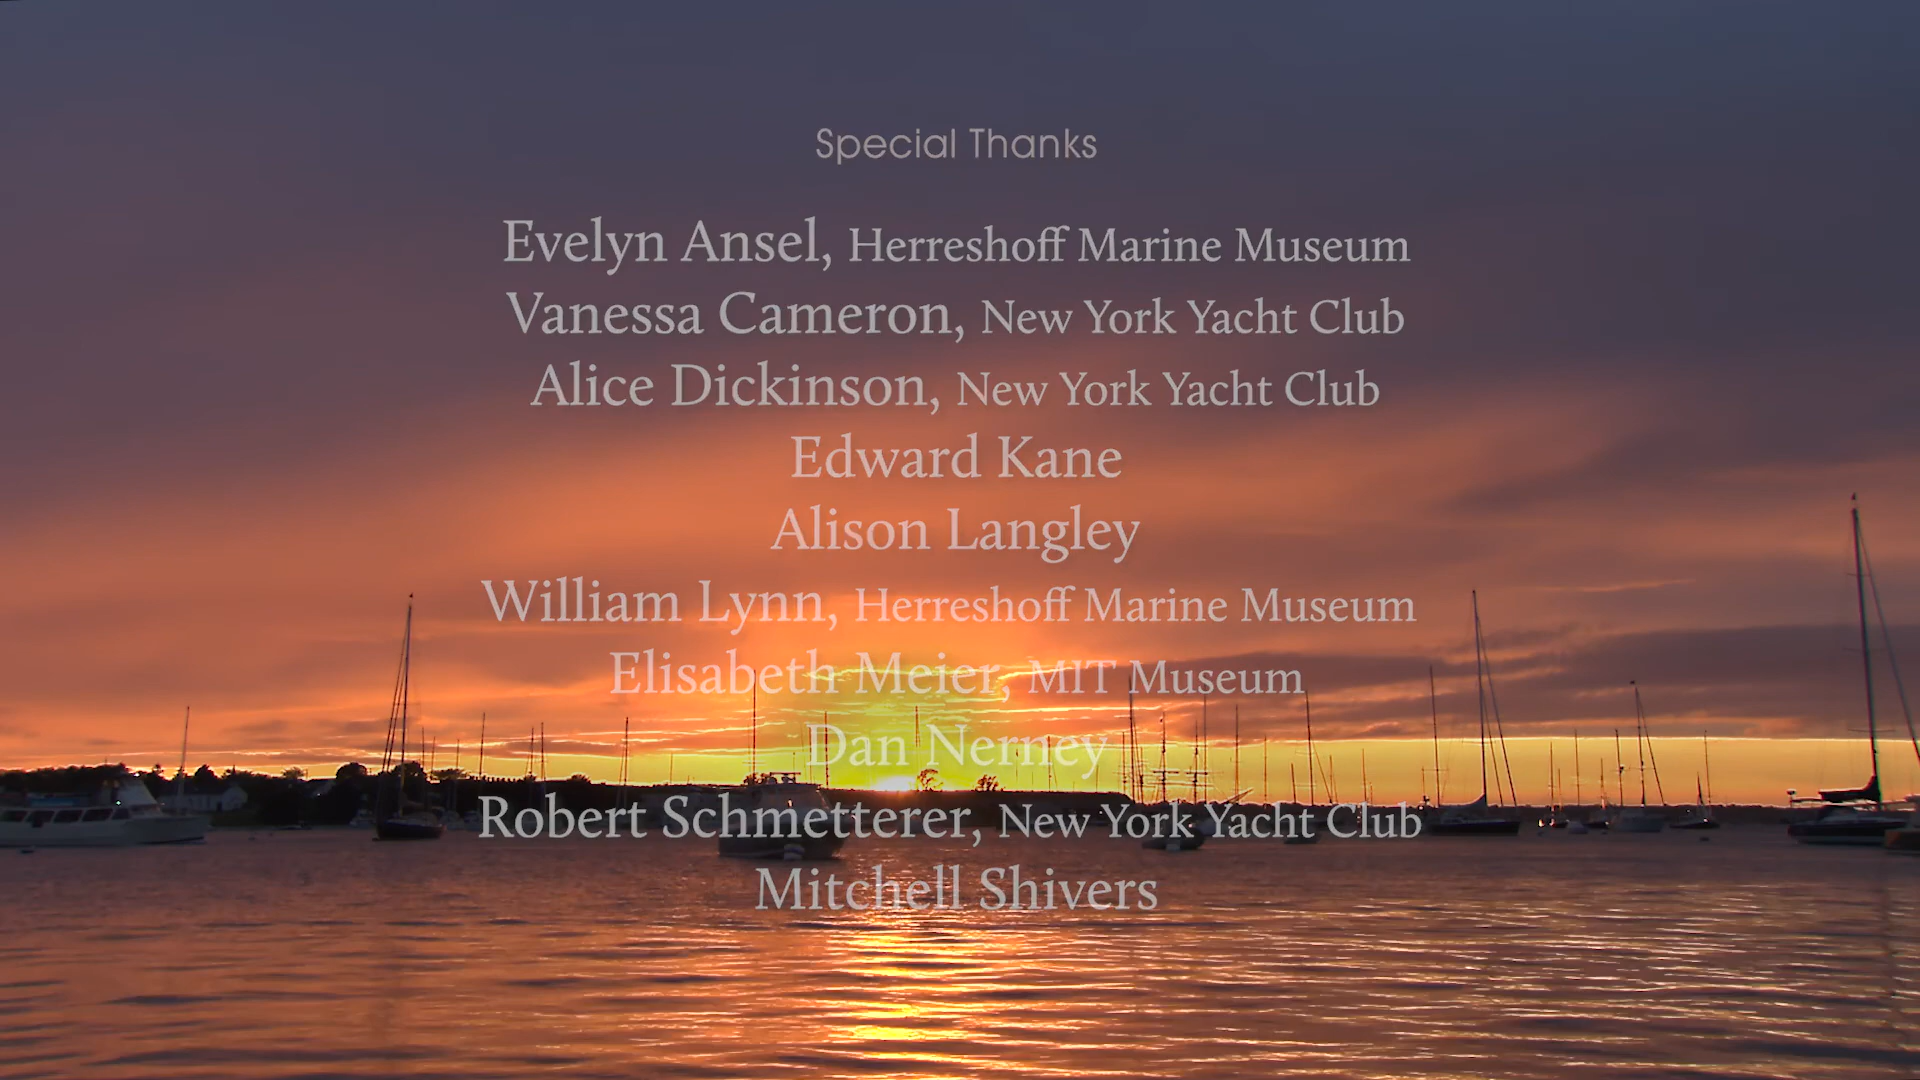 Special Thanks
Evelyn Ansel, Herreshoff Marine Museum
Vanessa Cameron, New York Yacht Club
Alice Dickinson, New York Yacht Club
Edward Kane
Alison Langley
William Lynn, Herreshoff Marine Museum
Elisabeth Meier, MIT Museum
Dan Nerney
Robert Schmetterer, New York Yacht Club
Mitchell Shivers